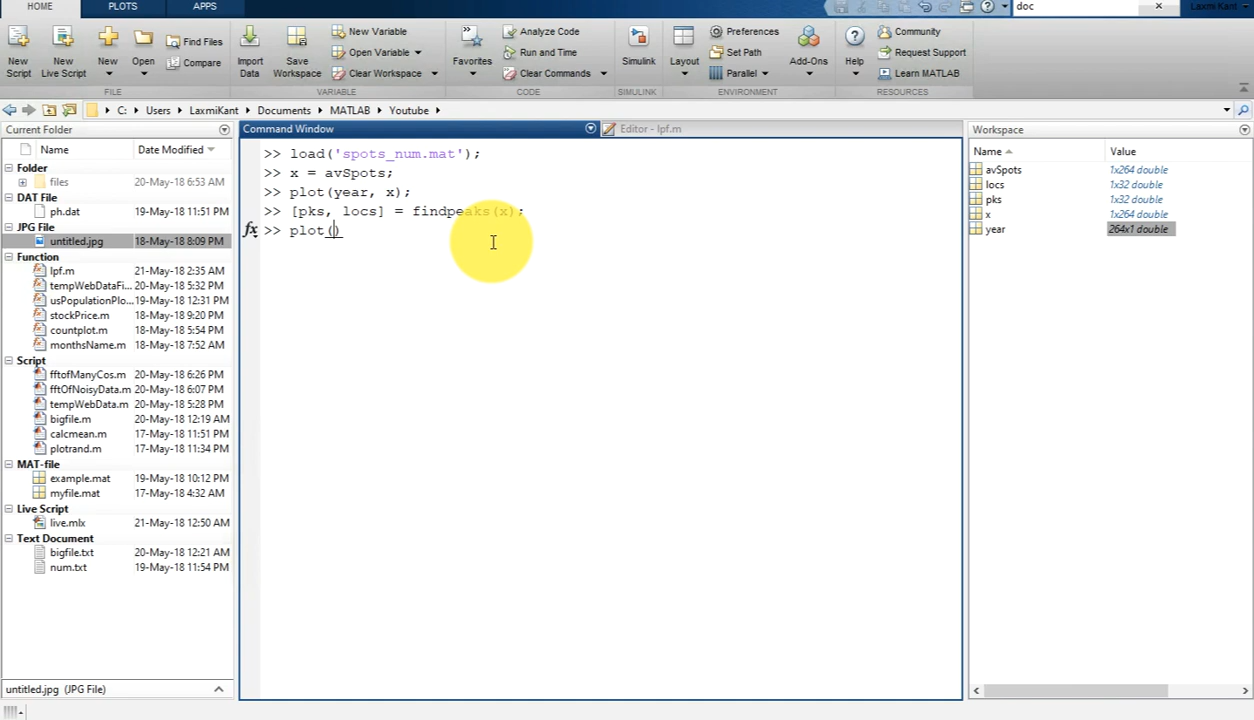 HOME PLOTS APPS doc Laxmi Kant
New Script
New Live Script
New
Open
Find Files
Compare
Import Data
Save Workspace
New Variable
Open Variable
Clear Workspace
Favorites
Analyze Code
Run and Time
Clear Commands
Simulink
Layout
Preferences
Set Path
Parallel
Add-Ons
Help
Community
Request Support
Learn MATLAB
FILE VARIABLE CODE SIMULINK ENVIRONMENT RESOURCES
C: Users LaxmiKant Documents MATLAB Youtube
Current Folder
Name Date Modified
Folder
files 20-May-18 6:53 AM
DAT File
ph.dat 19-May-18 11:51 PM
JPG File
untitled.jpg 18-May-18 8:09 PM
Function
lpf.m 21-May-18 2:35 AM
tempWebDataFi... 20-May-18 5:32 PM
usPopulationPlo... 19-May-18 12:31 PM
stockPrice.m 18-May-18 9:20 PM
countplot.m 18-May-18 5:54 PM
monthsName.m 18-May-18 7:52 AM
Script
fftofManyCos.m 20-May-18 6:26 PM
fftOfNoisyData.m 20-May-18 6:07 PM
tempWebData.m 20-May-18 5:28 PM
bigfile.m 20-May-18 12:19 AM
calcmean.m 17-May-18 11:51 PM
plotrand.m 17-May-18 11:34 PM
MAT-file
example.mat 19-May-18 10:12 PM
myfile.mat 17-May-18 4:32 AM
Live Script
live.mlx 21-May-18 12:50 AM
Text Document
bigfile.txt 20-May-18 12:21 AM
num.txt 19-May-18 11:54 PM
untitled.jpg (JPG File)
Command Window
Editor - lpf.m
>> load('spots_num.mat');
>> x = avSpots;
>> plot(year, x);
>> [pks, locs] = findpeaks(x);
fx >> plot()
Workspace
Name Value
avSpots 1x264 double
locs 1x32 double
pks 1x32 double
x 1x264 double
year 264x1 double